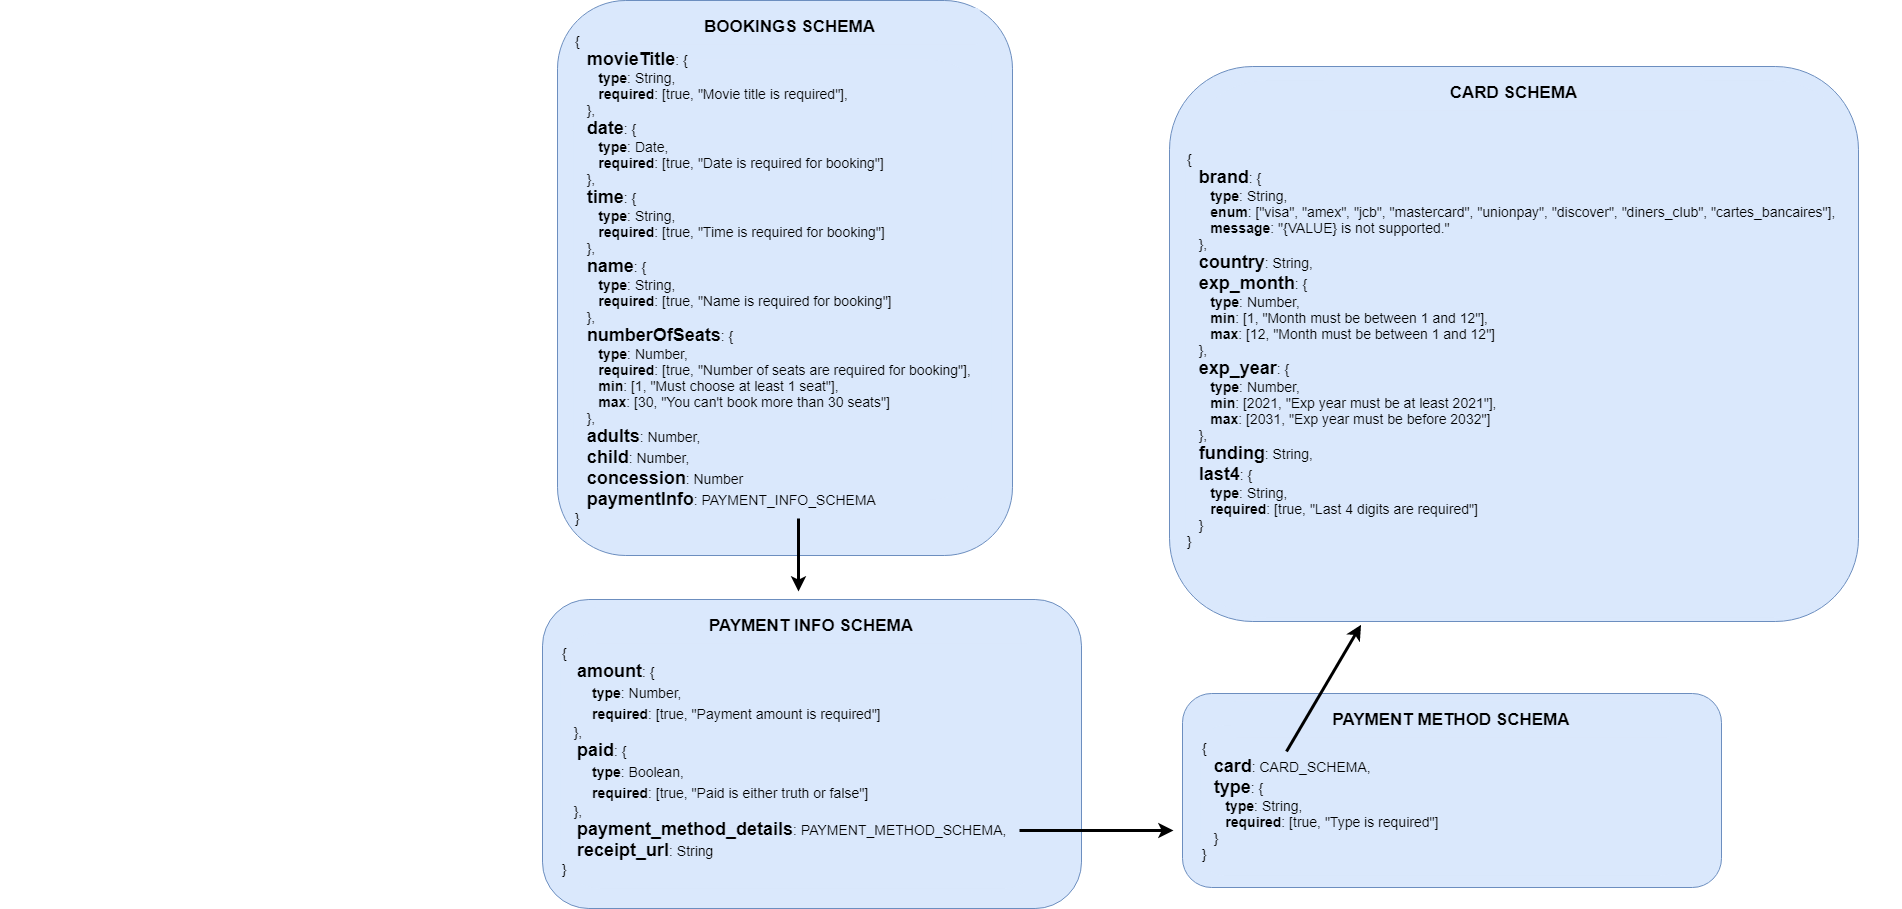 BOOKINGS SCHEMA
{
movieTitle: {
type: String,
required: [true, "Movie title is required"],
},
date: {
type: Date,
required: [true, "Date is required for booking"]
},
time: {
type: String,
required: [true, "Time is required for booking"]
},
name: {
type: String,
required: [true, "Name is required for booking"]
},
numberOfSeats: {
type: Number,
required: [true, "Number of seats are required for booking"],
min: [1, "Must choose at least 1 seat"],
max: [30, "You can't book more than 30 seats"]
},
adults: Number,
child: Number,
concession: Number
paymentInfo: PAYMENT_INFO_SCHEMA
}
PAYMENT INFO SCHEMA
{
amount: {
type: Number,
required: [true, "Payment amount is required"]
},
paid: {
type: Boolean,
required: [true, "Paid is either truth or false"]
},
payment_method_details: PAYMENT_METHOD_SCHEMA,
receipt_url: String
}
PAYMENT METHOD SCHEMA
{
card: CARD_SCHEMA,
type: {
type: String,
required: [true, "Type is required"]
}
}
CARD SCHEMA
{
brand: {
type: String,
enum: ["visa", "amex", "jcb", "mastercard", "unionpay", "discover", "diners_club", "cartes_bancaires"],
message: "{VALUE} is not supported."
},
country: String,
exp_month: {
type: Number,
min: [1, "Month must be between 1 and 12"],
max: [12, "Month must be between 1 and 12"]
},
exp_year: {
type: Number,
min: [2021, "Exp year must be at least 2021"],
max: [2031, "Exp year must be before 2032"]
},
funding: String,
last4: {
type: String,
required: [true, "Last 4 digits are required"]
}
}